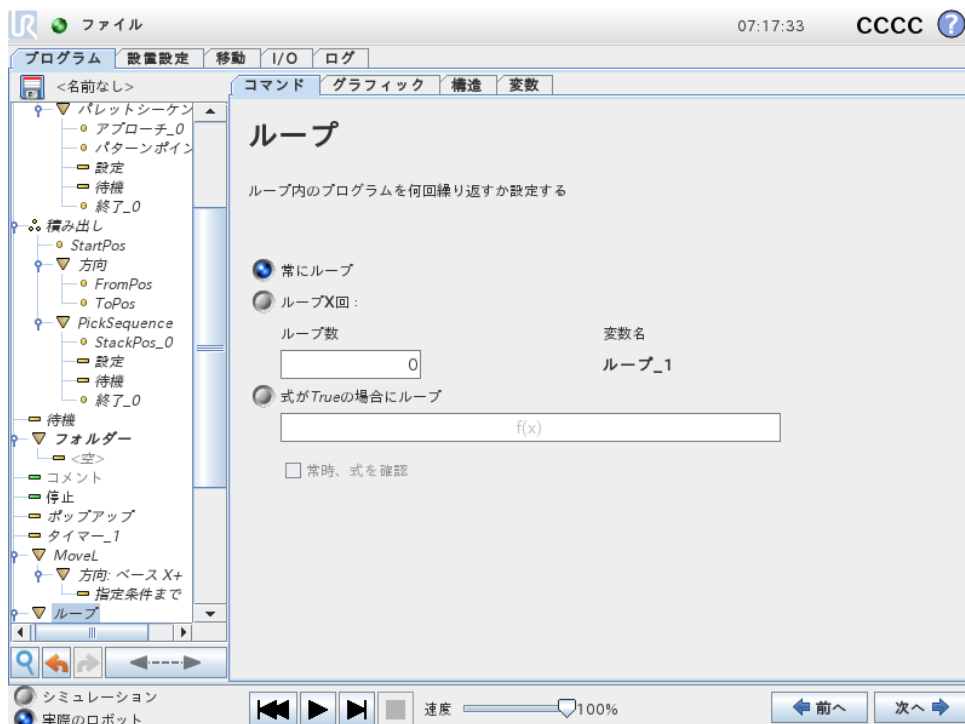 UR ファイル 07:17:33 CCCC ?
プログラム 設置設定 移動 I/O ログ
<名前なし>
コマンド グラフィック 構造 変数
パレットシーケン
アプローチ_0
パターンポイン
設定
待機
終了_0
積み出し
StartPos
方向
FromPos
ToPos
PickSequence
StackPos_0
設定
待機
終了_0
待機
フォルダー
<空>
コメント
停止
ポップアップ
タイマー_1
MoveL
方向: ベース X+
指定条件まで
ループ
ループ
ループ内のプログラムを何回繰り返すか設定する
常にループ
ループX回 :
ループ数 変数名
0 ループ_1
式がTrueの場合にループ
f(x)
常時、式を確認
シミュレーション
実際のロボット
速度 100%
前へ 次へ